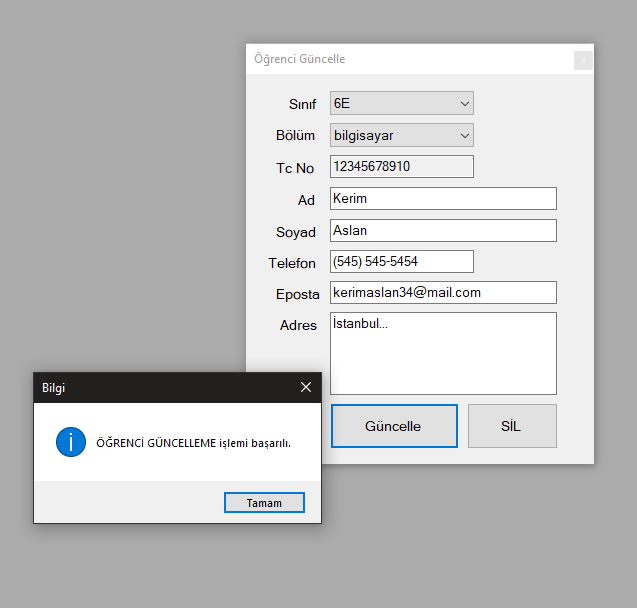 Öğrenci Güncelle
Sınıf 6E
Bölüm bilgisayar
Tc No 12345678910
Ad Kerim
Soyad Aslan
Telefon (545) 545-5454
Eposta kerimaslan34@mail.com
Adres İstanbul...
Güncelle SİL
Bilgi
ÖĞRENCİ GÜNCELLEME işlemi başarılı.
Tamam